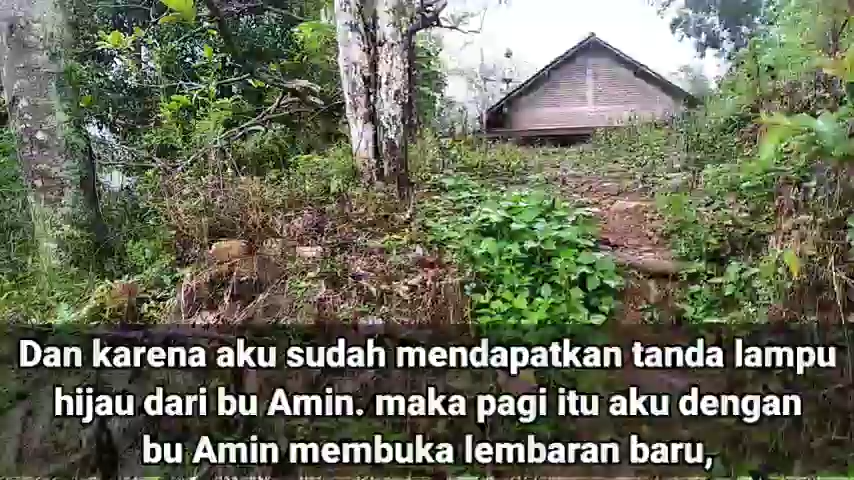 Dan karena aku sudah mendapatkan tanda lampu
hijau dari bu Amin. maka pagi itu aku dengan
bu Amin membuka lembaran baru,